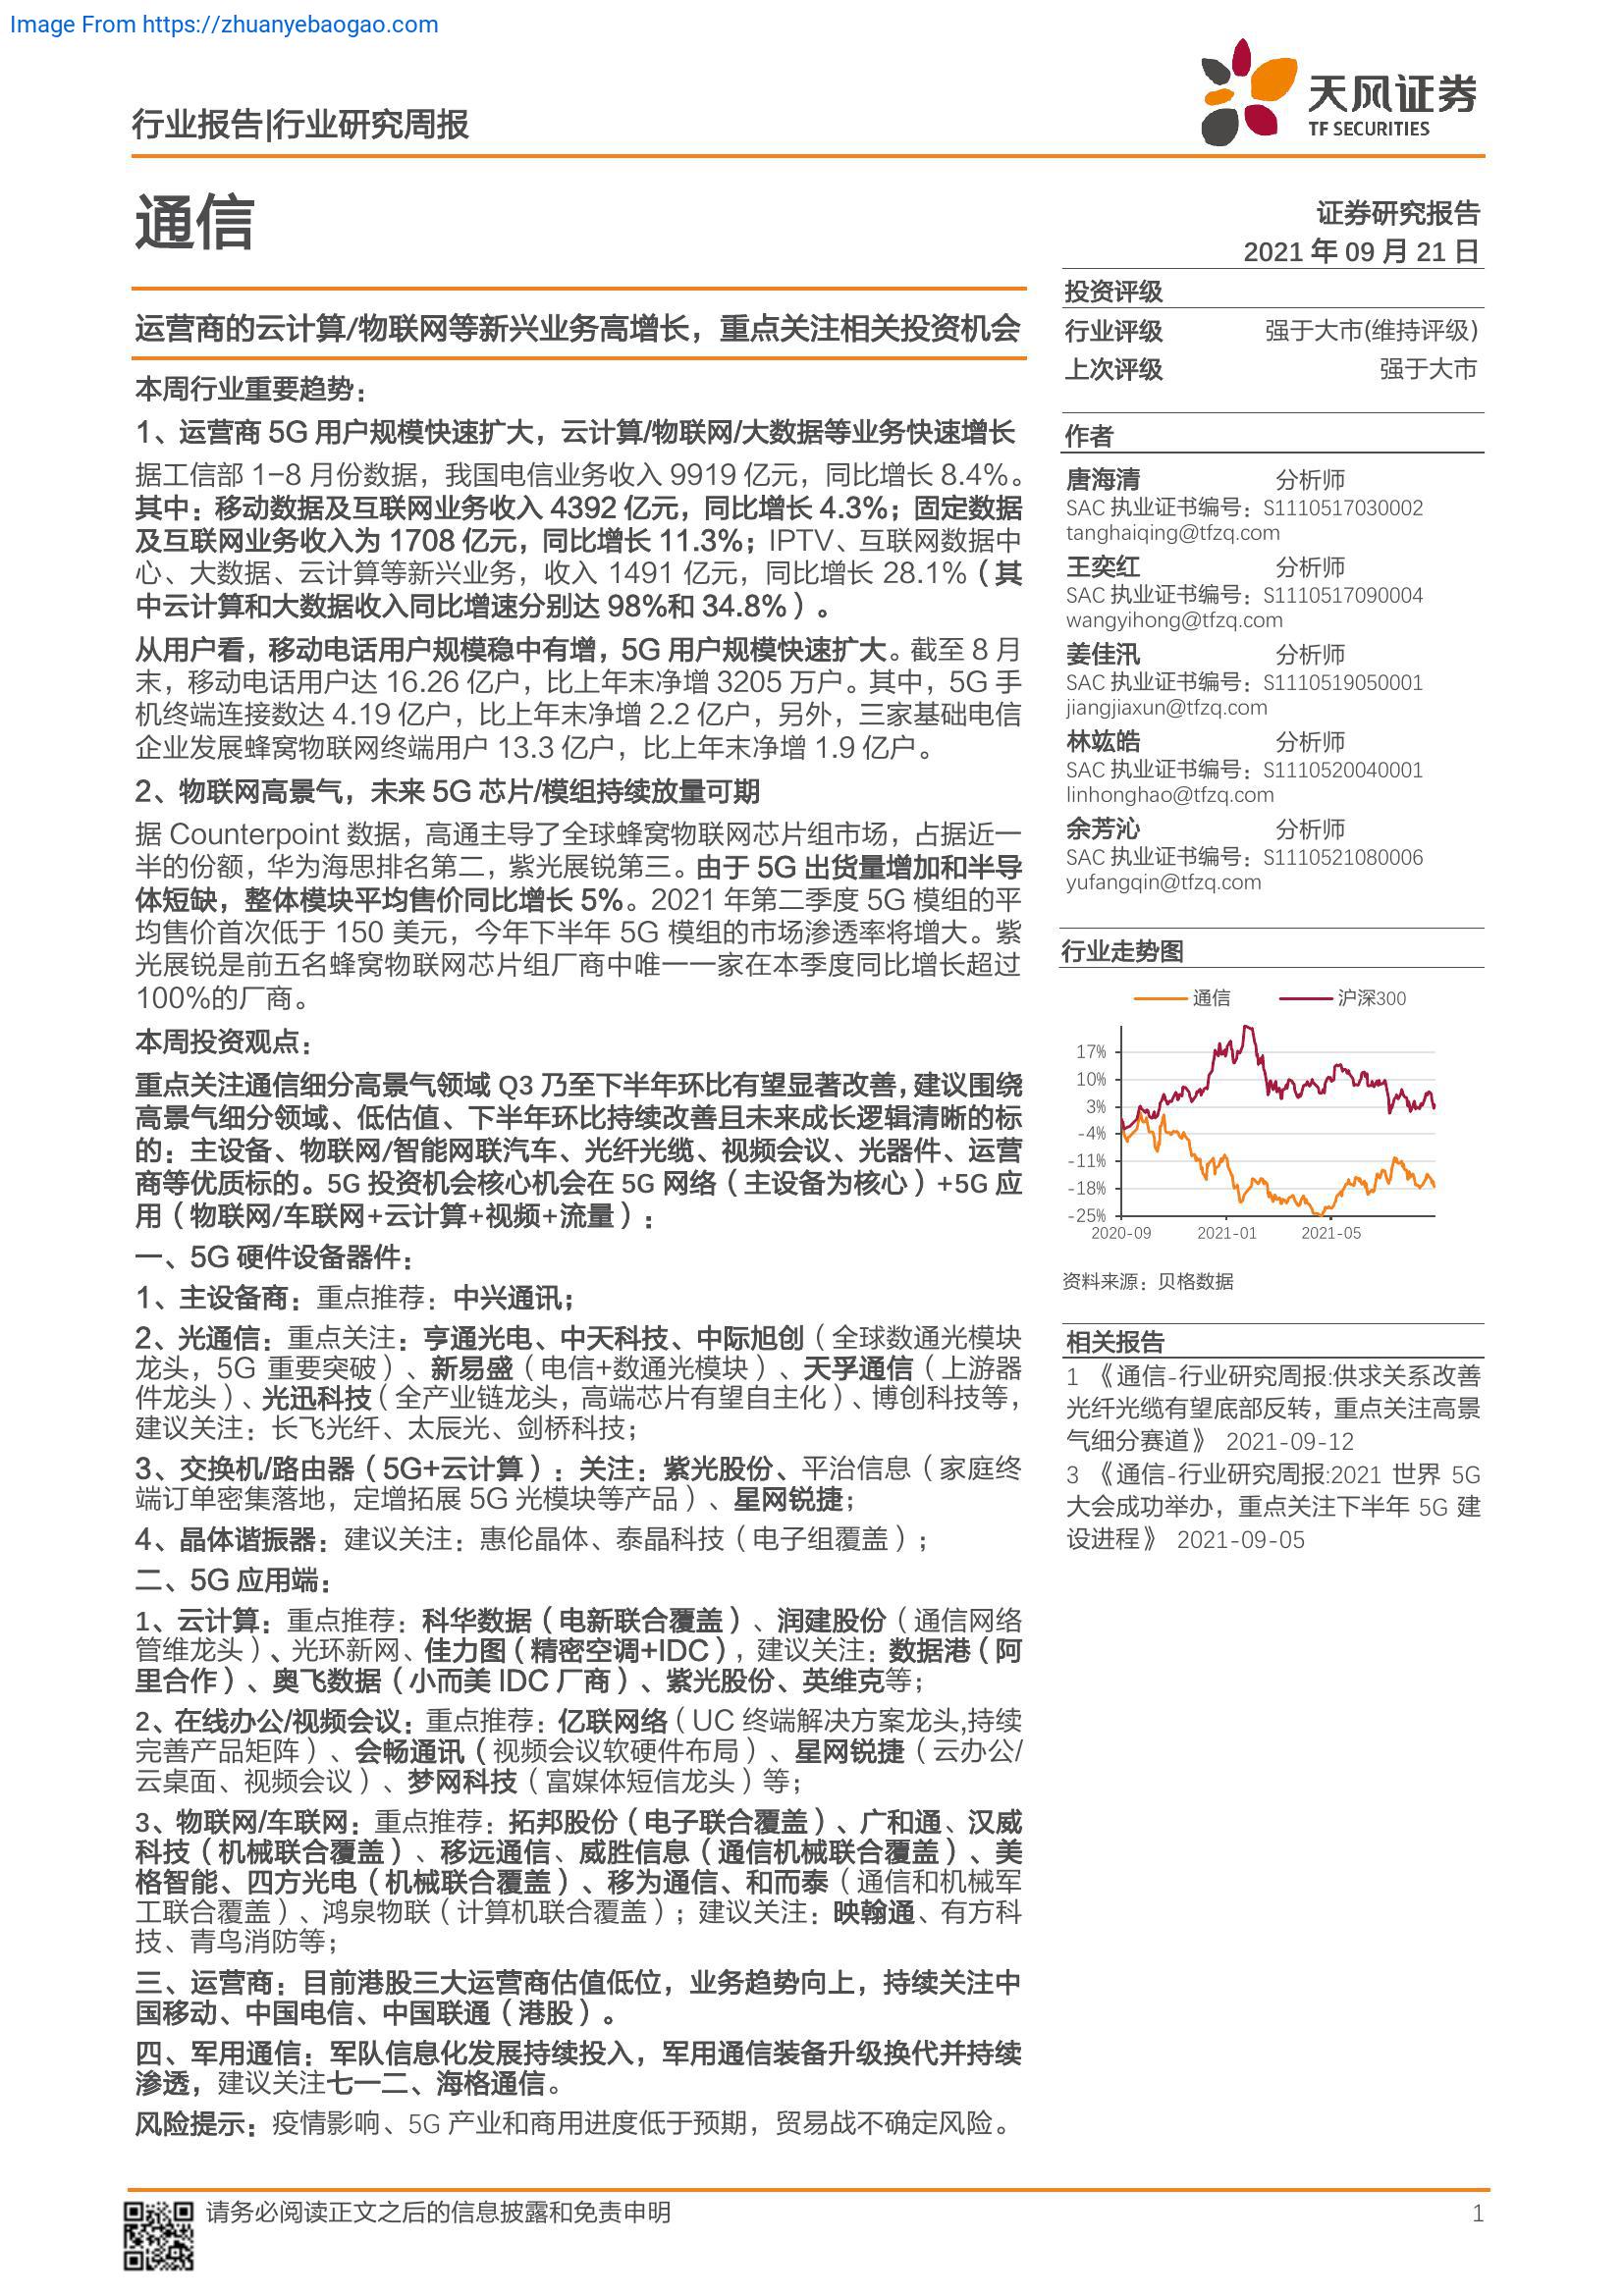 Image From https://zhuanyebaogao.com
行业报告|行业研究周报
天风证券
TF SECURITIES
通信
证券研究报告
2021 年 09 月 21 日
运营商的云计算/物联网等新兴业务高增长，重点关注相关投资机会
本周行业重要趋势：
1、运营商 5G 用户规模快速扩大，云计算/物联网/大数据等业务快速增长
据工信部 1-8 月份数据，我国电信业务收入 9919 亿元，同比增长 8.4%。
其中：移动数据及互联网业务收入 4392 亿元，同比增长 4.3%；固定数据
及互联网业务收入为 1708 亿元，同比增长 11.3%；IPTV、互联网数据中
心、大数据、云计算等新兴业务，收入 1491 亿元，同比增长 28.1%（其
中云计算和大数据收入同比增速分别达 98%和 34.8%）。
从用户看，移动电话用户规模稳中有增，5G 用户规模快速扩大。截至 8 月
末，移动电话用户达 16.26 亿户，比上年末净增 3205 万户。其中，5G 手
机终端连接数达 4.19 亿户，比上年末净增 2.2 亿户，另外，三家基础电信
企业发展蜂窝物联网终端用户 13.3 亿户，比上年末净增 1.9 亿户。
2、物联网高景气，未来 5G 芯片/模组持续放量可期
据 Counterpoint 数据，高通主导了全球蜂窝物联网芯片组市场，占据近一
半的份额，华为海思排名第二，紫光展锐第三。由于 5G 出货量增加和半导
体短缺，整体模块平均售价同比增长 5%。2021 年第二季度 5G 模组的平
均售价首次低于 150 美元，今年下半年 5G 模组的市场渗透率将增大。紫
光展锐是前五名蜂窝物联网芯片组厂商中唯一一家在本季度同比增长超过
100%的厂商。
本周投资观点：
重点关注通信细分高景气领域 Q3 乃至下半年环比有望显著改善，建议围绕
高景气细分领域、低估值、下半年环比持续改善且未来成长逻辑清晰的标
的：主设备、物联网/智能网联汽车、光纤光缆、视频会议、光器件、运营
商等优质标的。5G 投资机会核心机会在 5G 网络（主设备为核心）+5G 应
用（物联网/车联网+云计算+视频+流量）：
一、5G 硬件设备器件：
1、主设备商：重点推荐：中兴通讯；
2、光通信：重点关注：亨通光电、中天科技、中际旭创（全球数通光模块
龙头，5G 重要突破）、新易盛（电信+数通光模块）、天孚通信（上游器
件龙头）、光迅科技（全产业链龙头，高端芯片有望自主化）、博创科技等，
建议关注：长飞光纤、太辰光、剑桥科技；
3、交换机/路由器（5G+云计算）：关注：紫光股份、平治信息（家庭终
端订单密集落地，定增拓展 5G 光模块等产品）、星网锐捷；
4、晶体谐振器：建议关注：惠伦晶体、泰晶科技（电子组覆盖）；
二、5G 应用端：
1、云计算：重点推荐：科华数据（电新联合覆盖）、润建股份（通信网络
管维龙头）、光环新网、佳力图（精密空调+IDC），建议关注：数据港（阿
里合作）、奥飞数据（小而美 IDC 厂商）、紫光股份、英维克等；
2、在线办公/视频会议：重点推荐：亿联网络（UC 终端解决方案龙头,持续
完善产品矩阵）、会畅通讯（视频会议软硬件布局）、星网锐捷（云办公/
云桌面、视频会议）、梦网科技（富媒体短信龙头）等；
3、物联网/车联网：重点推荐：拓邦股份（电子联合覆盖）、广和通、汉威
科技（机械联合覆盖）、移远通信、威胜信息（通信机械联合覆盖）、美
格智能、四方光电（机械联合覆盖）、移为通信、和而泰（通信和机械军
工联合覆盖）、鸿泉物联（计算机联合覆盖）；建议关注：映翰通、有方科
技、青鸟消防等；
三、运营商：目前港股三大运营商估值低位，业务趋势向上，持续关注中
国移动、中国电信、中国联通（港股）。
四、军用通信：军队信息化发展持续投入，军用通信装备升级换代并持续
渗透，建议关注七一二、海格通信。
风险提示：疫情影响、5G 产业和商用进度低于预期，贸易战不确定风险。
投资评级
行业评级 强于大市(维持评级)
上次评级 强于大市
作者
唐海清 分析师
SAC 执业证书编号：S1110517030002
tanghaiqing@tfzq.com
王奕红 分析师
SAC 执业证书编号：S1110517090004
wangyihong@tfzq.com
姜佳汛 分析师
SAC 执业证书编号：S1110519050001
jiangjiaxun@tfzq.com
林竑皓 分析师
SAC 执业证书编号：S1110520040001
linhonghao@tfzq.com
余芳沁 分析师
SAC 执业证书编号：S1110521080006
yufangqin@tfzq.com
行业走势图
通信 沪深300
17%
10%
3%
-4%
-11%
-18%
-25%
2020-09 2021-01 2021-05
资料来源：贝格数据
相关报告
1 《通信-行业研究周报:供求关系改善
光纤光缆有望底部反转，重点关注高景
气细分赛道》 2021-09-12
3 《通信-行业研究周报:2021 世界 5G
大会成功举办，重点关注下半年 5G 建
设进程》 2021-09-05
请务必阅读正文之后的信息披露和免责申明 1